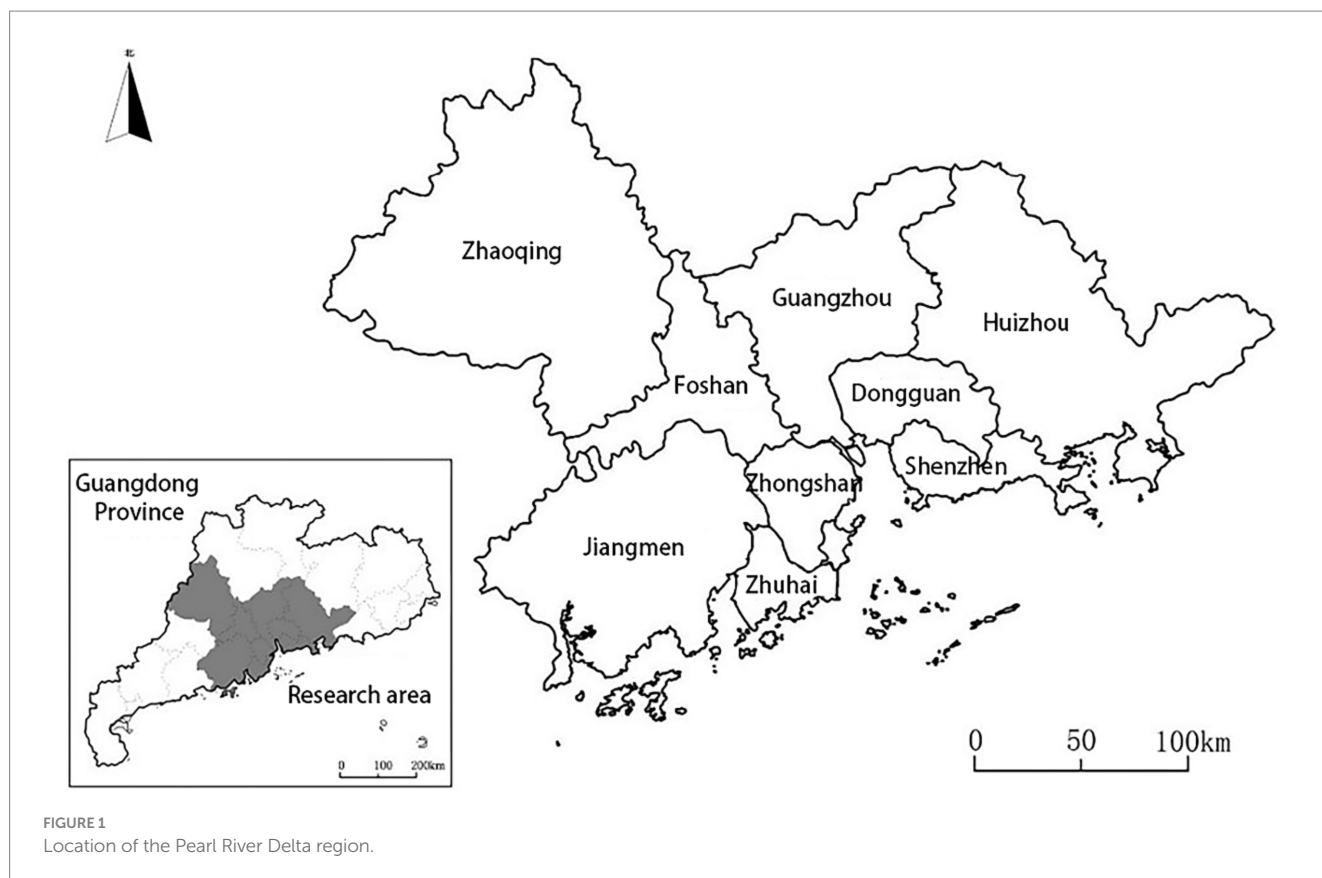 北
Zhaoqing
Guangzhou
Huizhou
Foshan
Dongguan
Shenzhen
Zhongshan
Jiangmen
Zhuhai
Guangdong
Province
Research area
0 100 200km
0 50 100km
FIGURE 1
Location of the Pearl River Delta region.